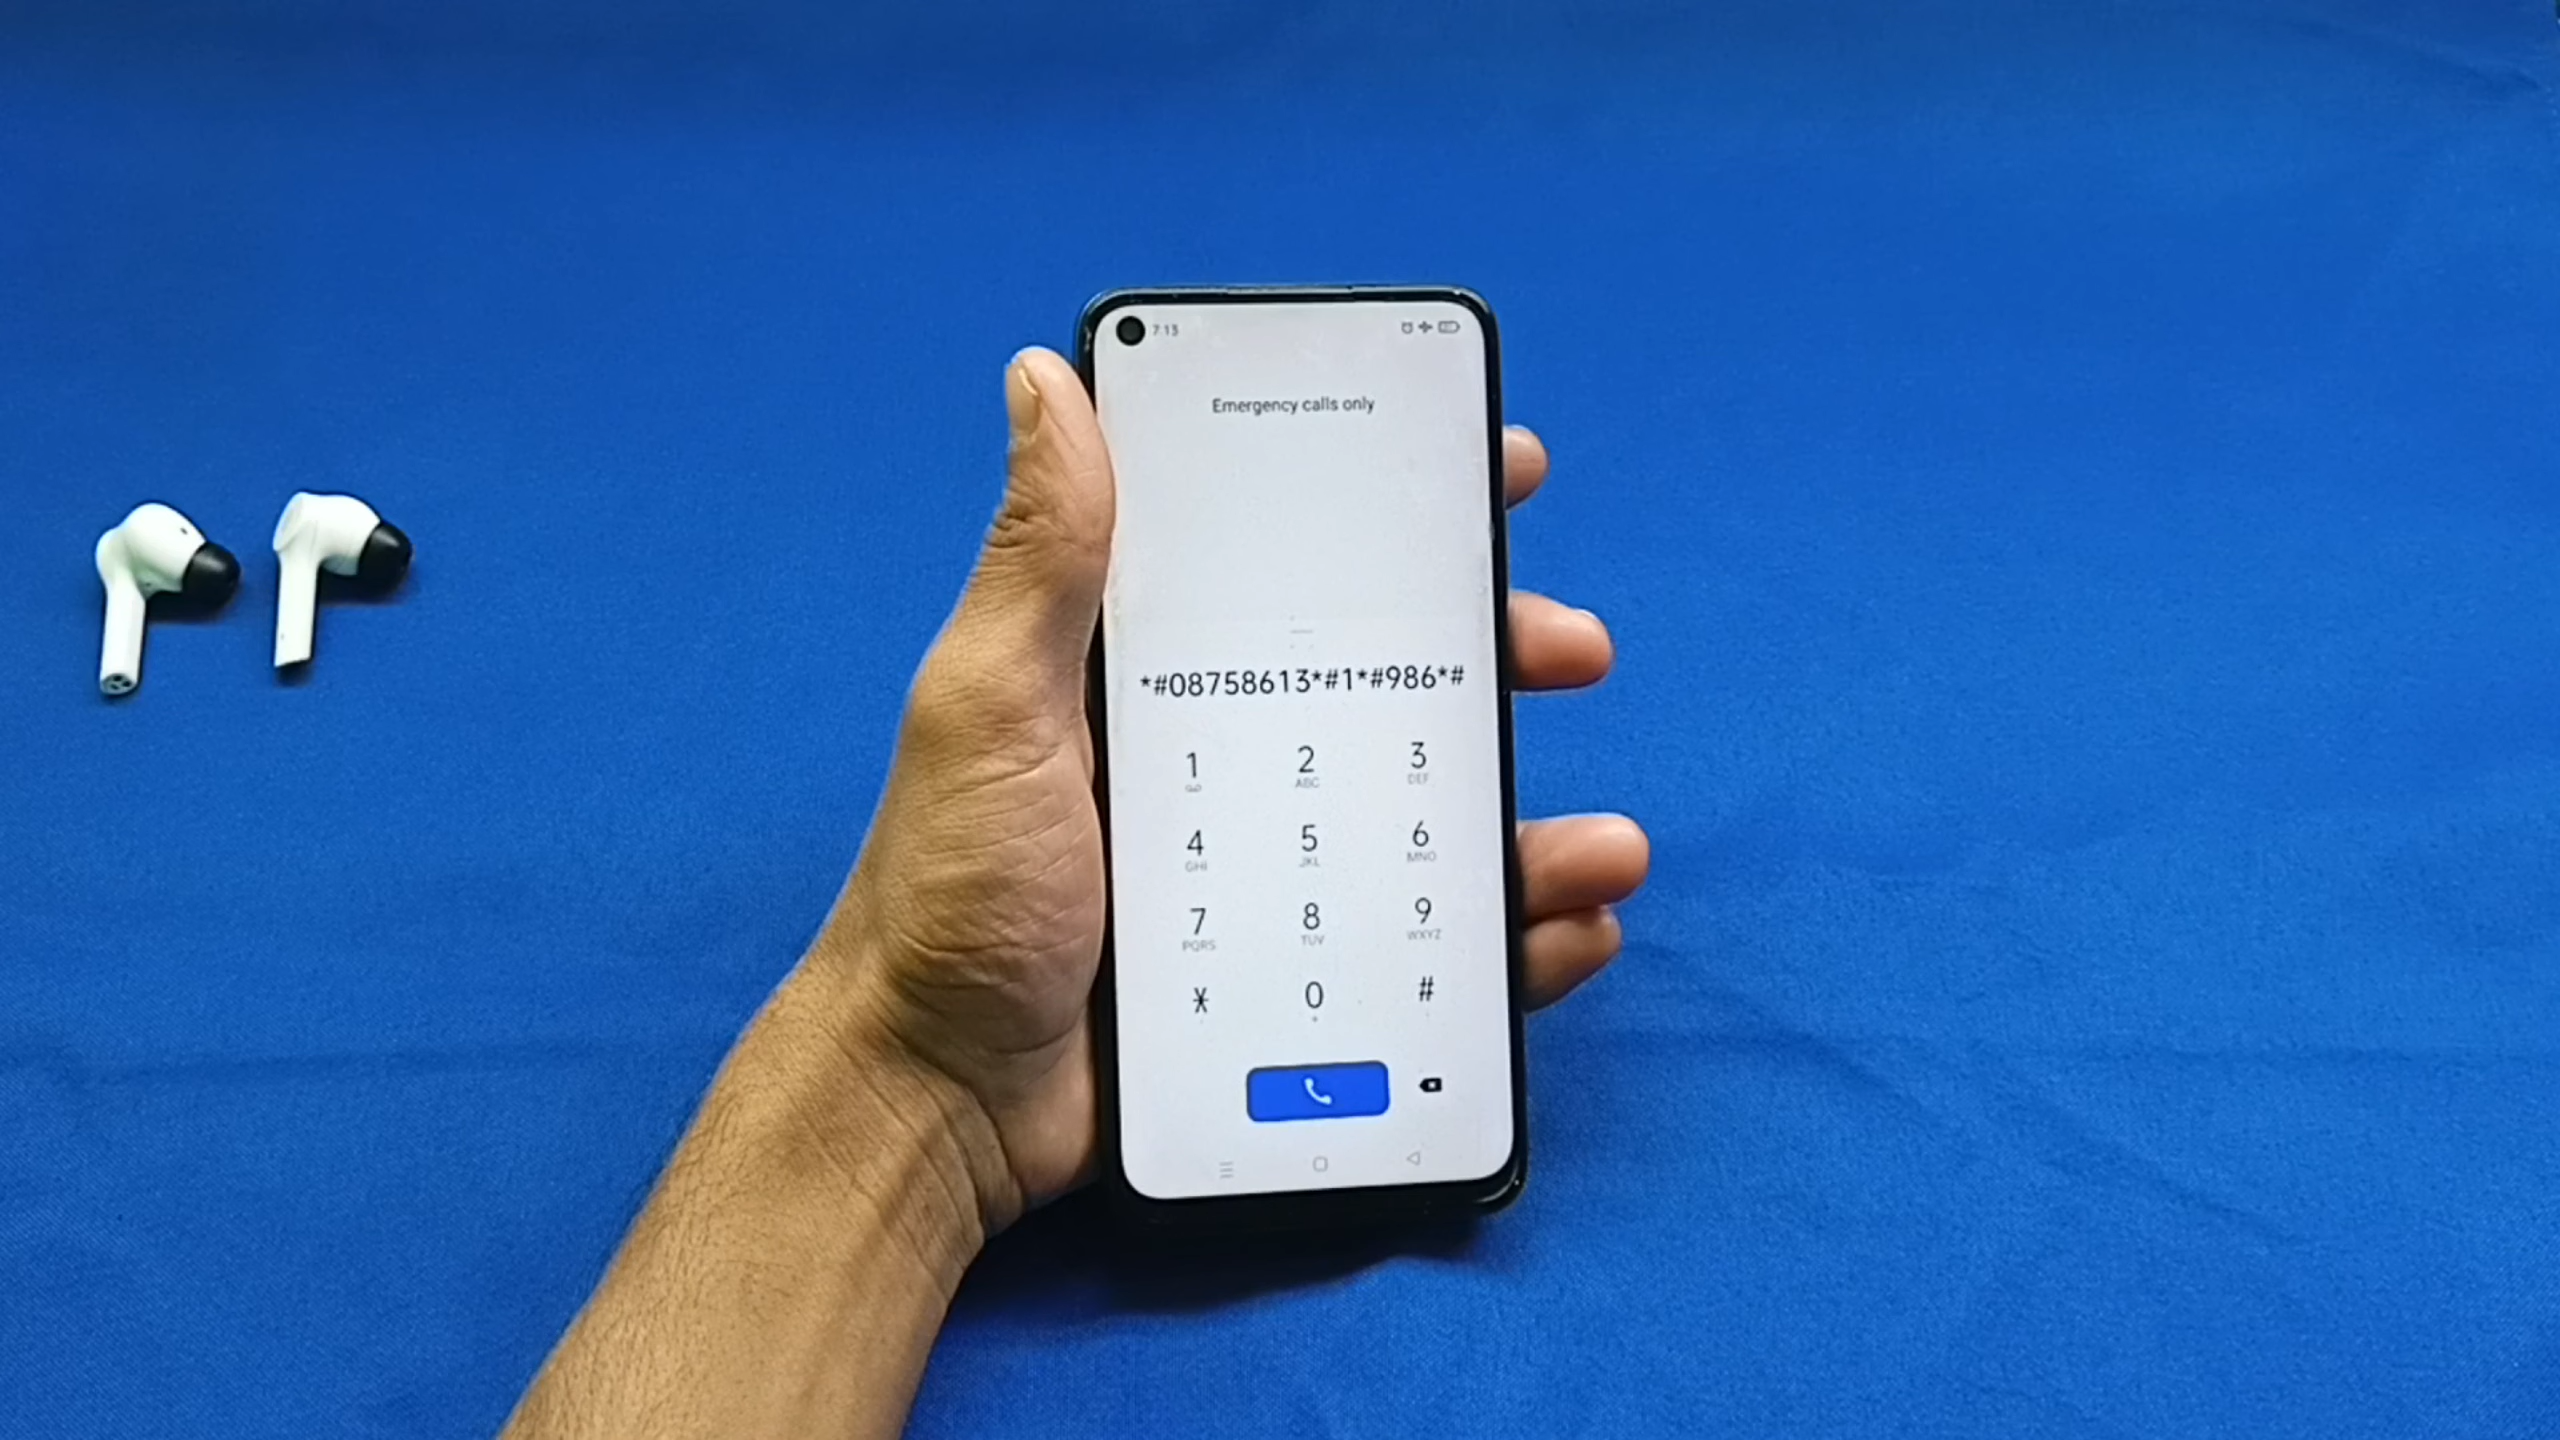 7:13
Emergency calls only
*#08758613*#1*#986*#
1 2 3
ABC DEF
4 5 6
GHI JKL MNO
7 8 9
PQRS TUV WXYZ
* 0 #
+